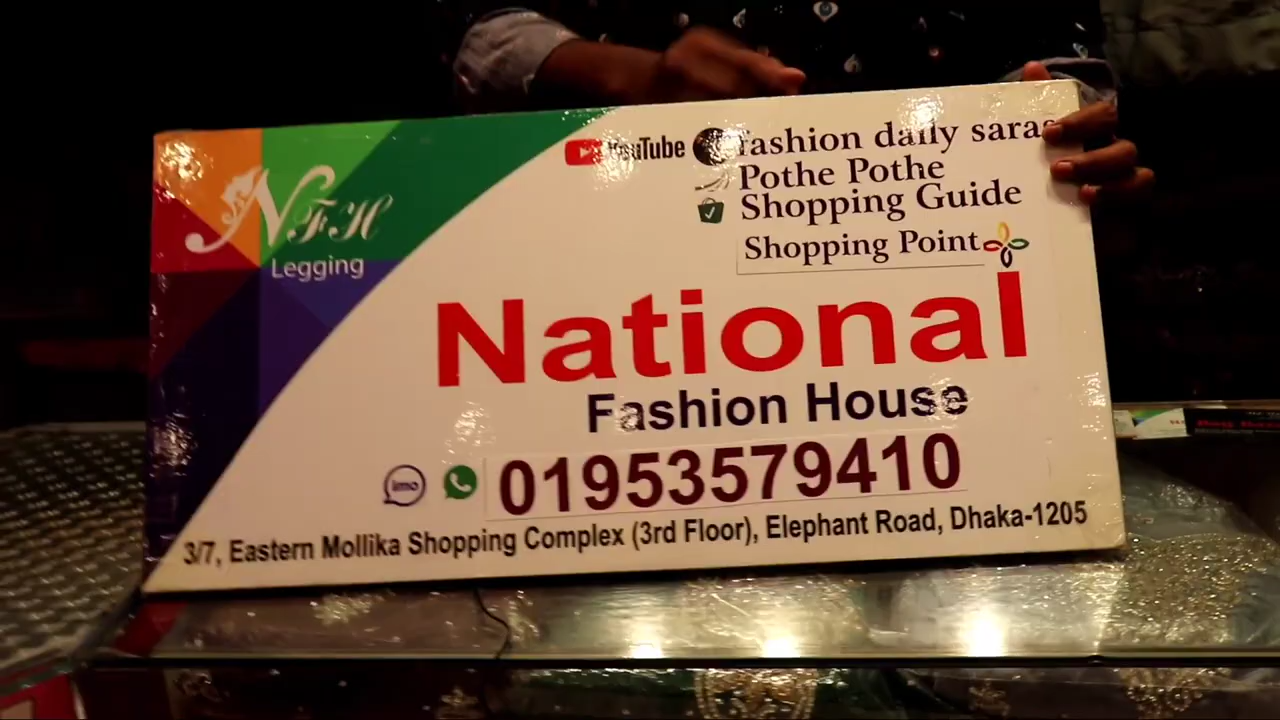 NFH
Legging
YouTube fashion daily saras
Pothe Pothe
Shopping Guide
Shopping Point
National
Fashion House
imo 01953579410
3/7, Eastern Mollika Shopping Complex (3rd Floor), Elephant Road, Dhaka-1205